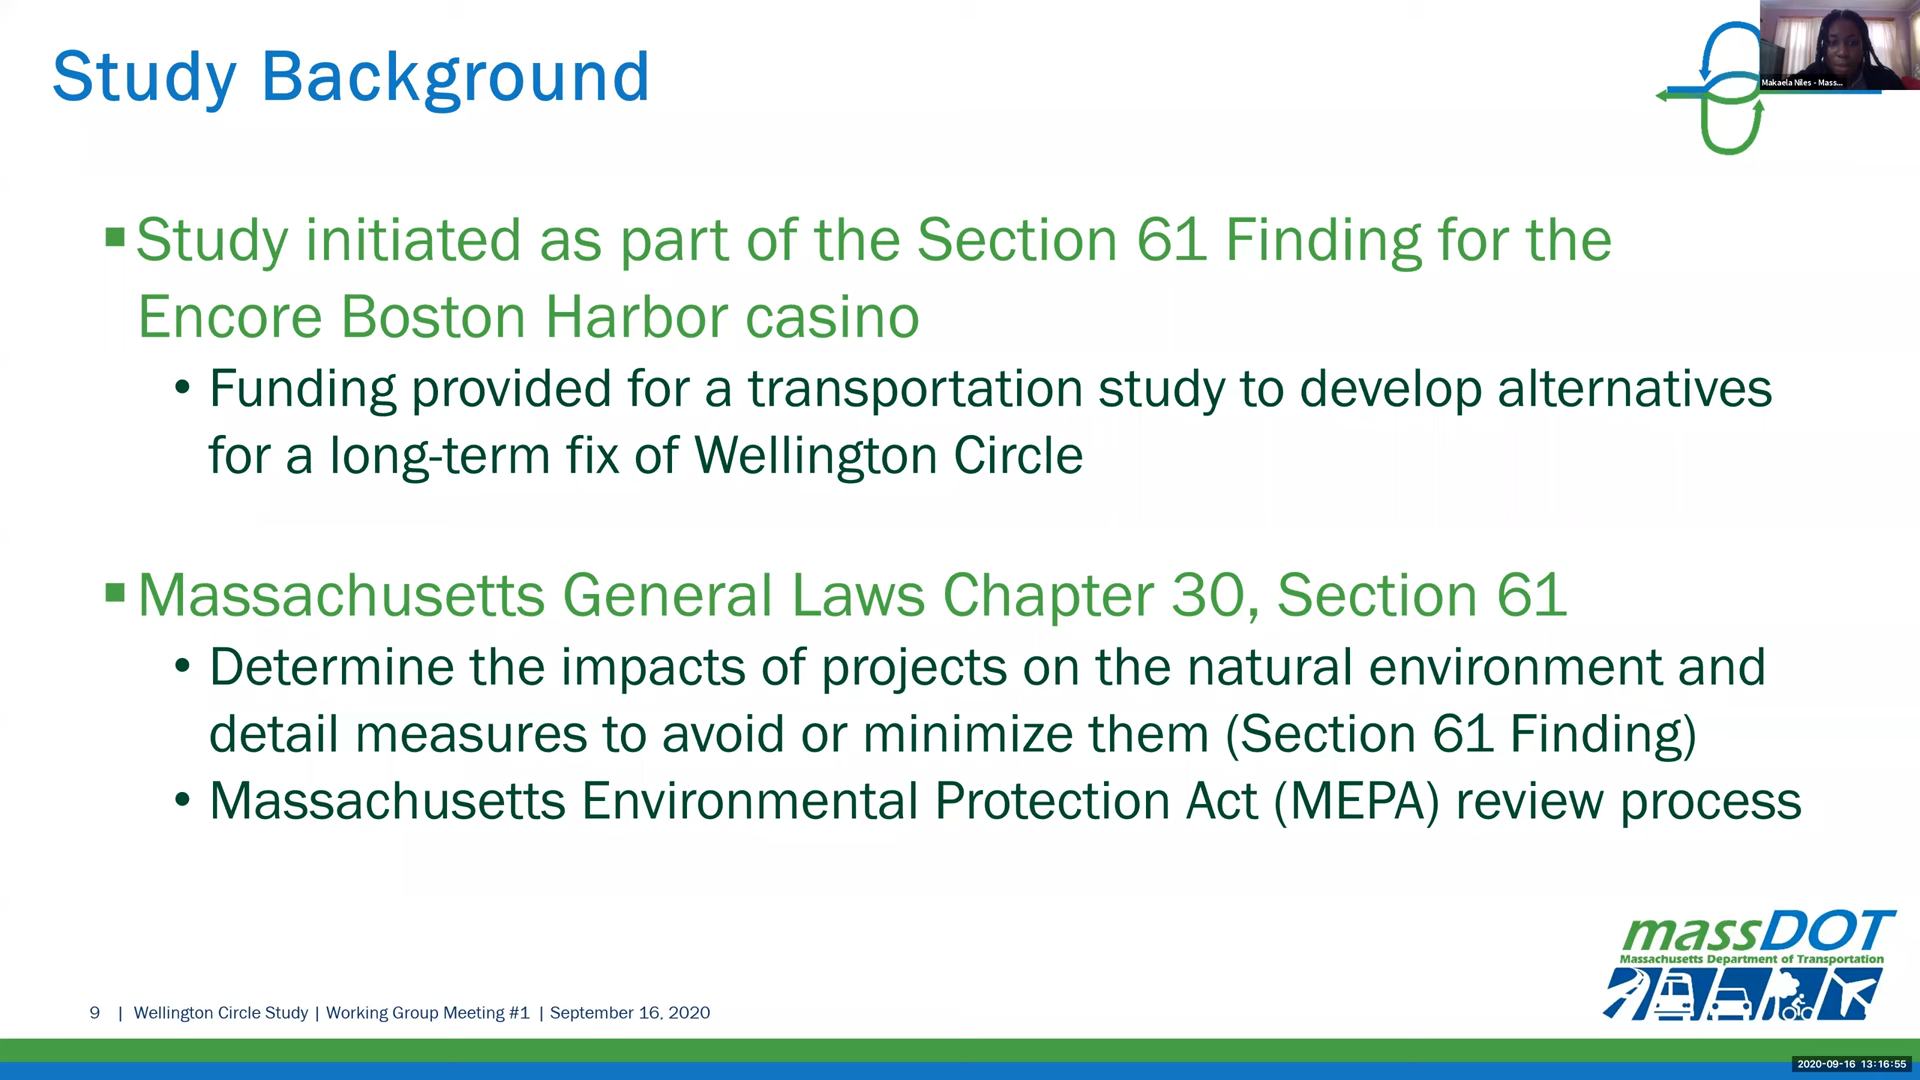 Study Background
Makaela Niles - Mass...
▪Study initiated as part of the Section 61 Finding for the
Encore Boston Harbor casino
• Funding provided for a transportation study to develop alternatives
for a long-term fix of Wellington Circle
▪Massachusetts General Laws Chapter 30, Section 61
• Determine the impacts of projects on the natural environment and
detail measures to avoid or minimize them (Section 61 Finding)
• Massachusetts Environmental Protection Act (MEPA) review process
massDOT
Massachusetts Department of Transportation
9 | Wellington Circle Study | Working Group Meeting #1 | September 16, 2020
2020-09-16 13:16:55